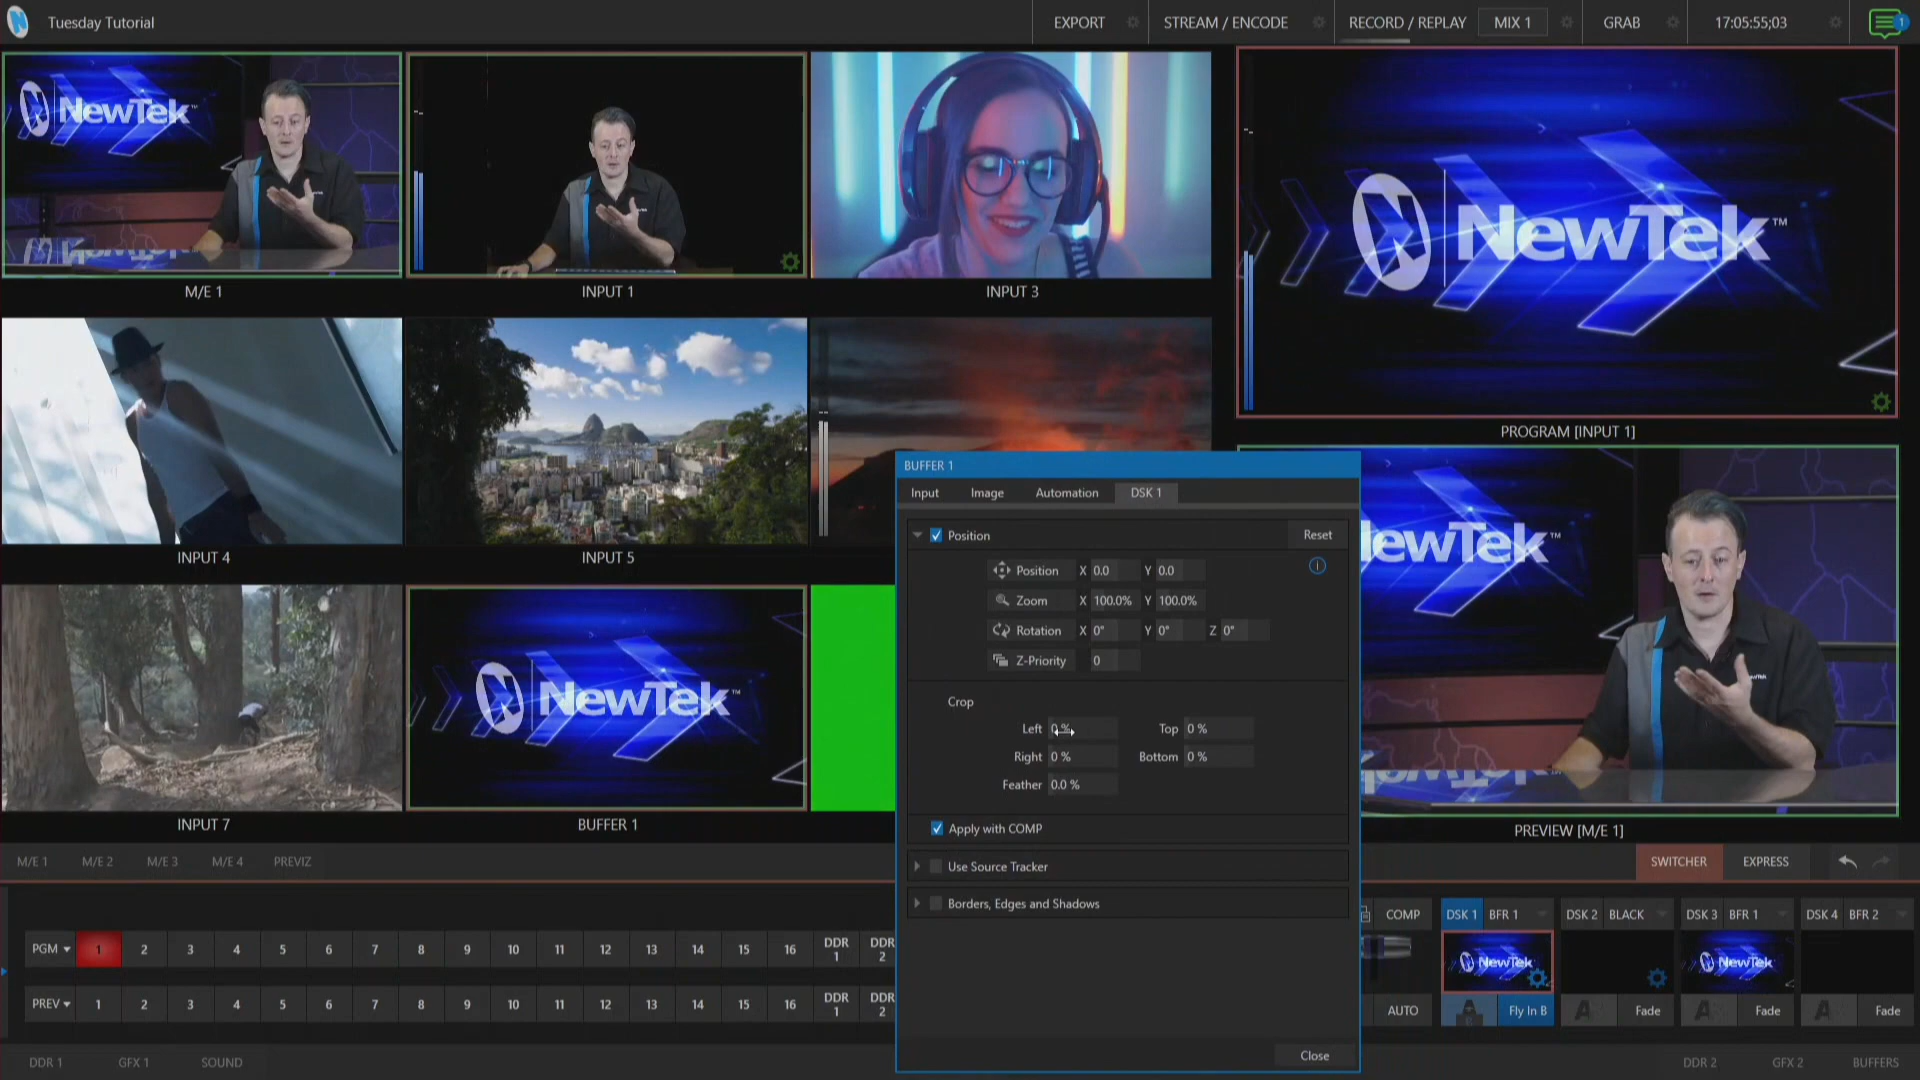 Tuesday Tutorial
EXPORT
STREAM / ENCODE
RECORD / REPLAY
MIX 1
GRAB
17:05:55;03
1
NewTek™
NewTek™
M/E 1
INPUT 1
INPUT 3
PROGRAM [INPUT 1]
INPUT 4
INPUT 5
NewTek™
INPUT 7
BUFFER 1
ewTek™
PREVIEW [M/E 1]
BUFFER 1
Input
Image
Automation
DSK 1
Position
Reset
Position X 0.0 Y 0.0
Zoom X 100.0% Y 100.0%
Rotation X 0° Y 0° Z 0°
Z-Priority 0
Crop
Left 0 % Top 0 %
Right 0 % Bottom 0 %
Feather 0.0 %
Apply with COMP
Use Source Tracker
Borders, Edges and Shadows
Close
M/E 1
M/E 2
M/E 3
M/E 4
PREVIZ
SWITCHER
EXPRESS
COMP
DSK 1 BFR 1
DSK 2 BLACK
DSK 3 BFR 1
DSK 4 BFR 2
NewTek
NewTek
PGM 1 2 3 4 5 6 7 8 9 10 11 12 13 14 15 16 DDR 1 DDR 2
PREV 1 2 3 4 5 6 7 8 9 10 11 12 13 14 15 16 DDR 1 DDR 2
AUTO
Fly In B
Fade
Fade
Fade
DDR 1
GFX 1
SOUND
DDR 2
GFX 2
BUFFERS